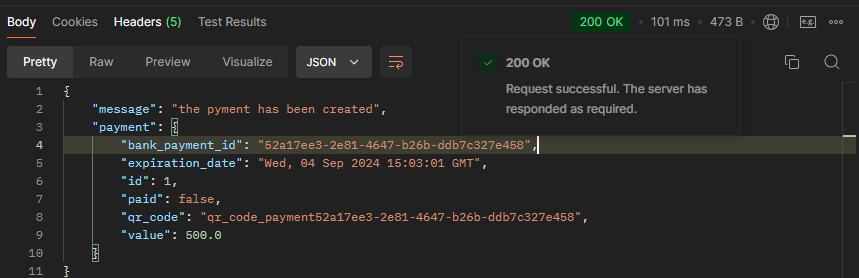 Body Cookies Headers (5) Test Results 200 OK 101 ms 473 B e.g.
Pretty Raw Preview Visualize JSON
200 OK
Request successful. The server has
responded as required.
1 {
2 "message": "the pyment has been created",
3 "payment": {
4 "bank_payment_id": "52a17ee3-2e81-4647-b26b-ddb7c327e458",
5 "expiration_date": "Wed, 04 Sep 2024 15:03:01 GMT",
6 "id": 1,
7 "paid": false,
8 "qr_code": "qr_code_payment52a17ee3-2e81-4647-b26b-ddb7c327e458",
9 "value": 500.0
10 }
11 }